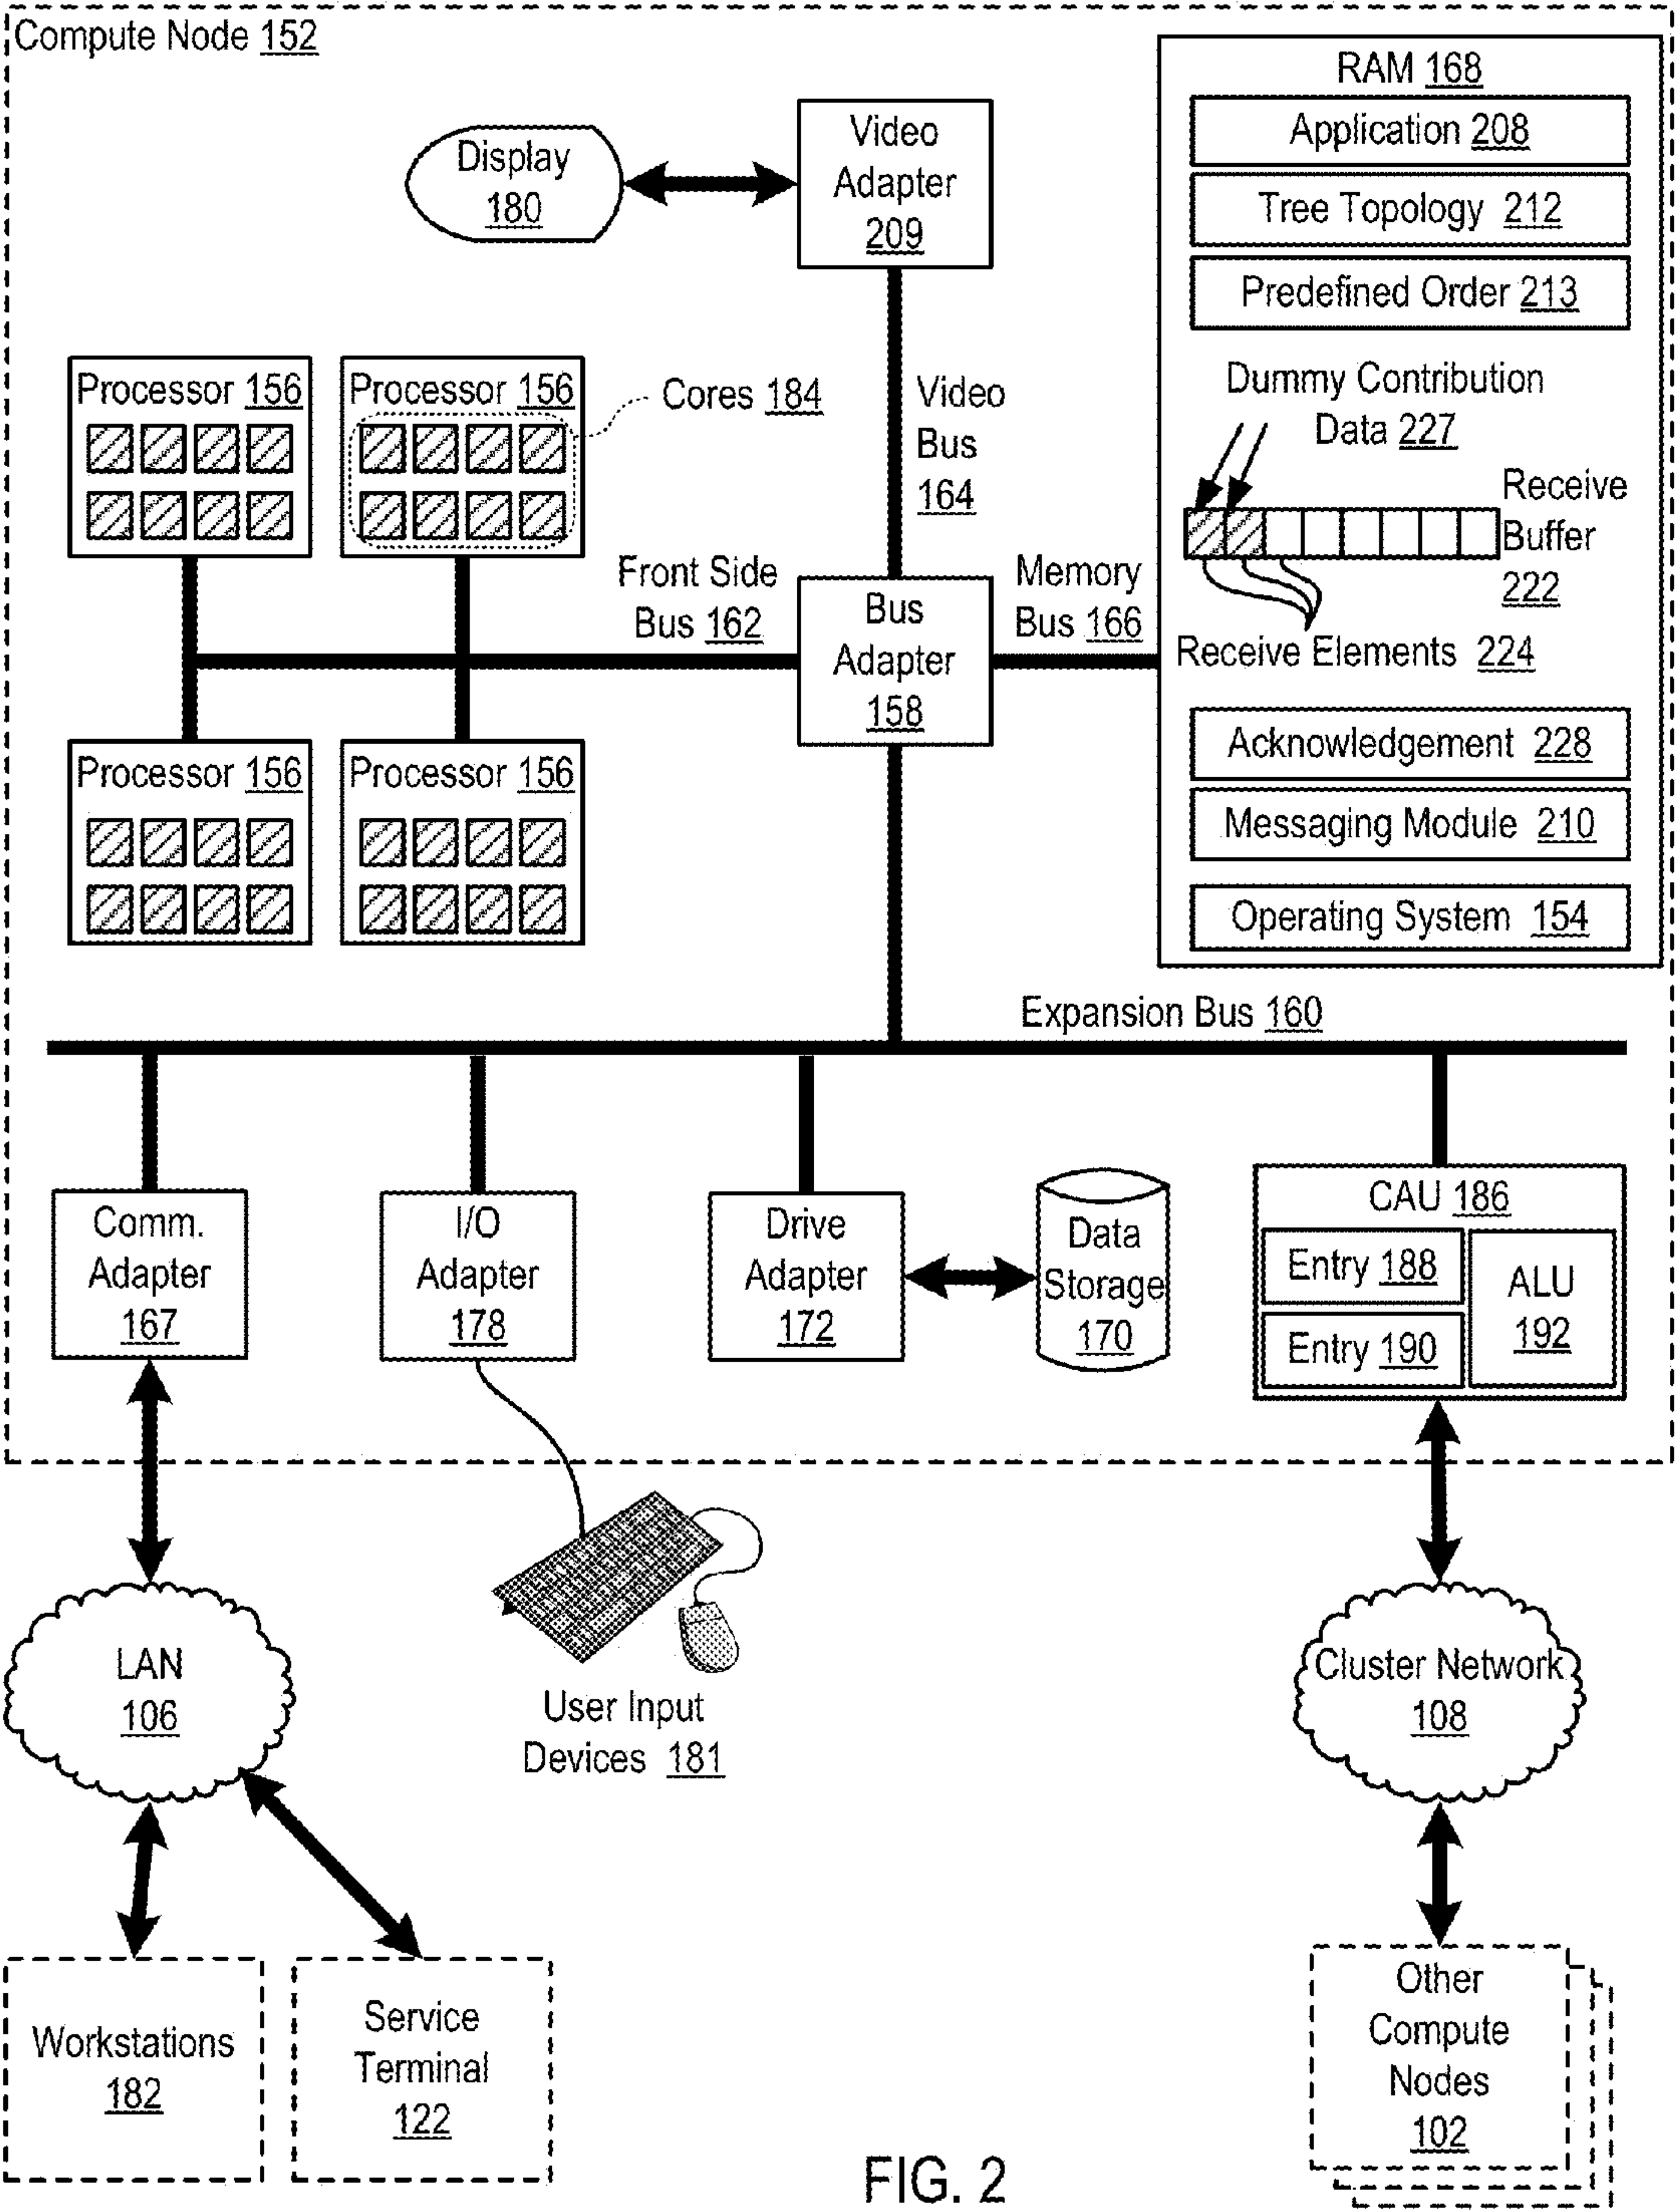 Compute Node 152
RAM 168
Application 208
Tree Topology 212
Predefined Order 213
Dummy Contribution
Data 227
Receive
Buffer
222
Receive Elements 224
Acknowledgement 228
Messaging Module 210
Operating System 154
Display
180
Video
Adapter
209
Video
Bus
164
Processor 156
Processor 156
Cores 184
Front Side
Bus 162
Bus
Adapter
158
Memory
Bus 166
Processor 156
Processor 156
Expansion Bus 160
Comm.
Adapter
167
I/O
Adapter
178
Drive
Adapter
172
Data
Storage
170
CAU 186
Entry 188
Entry 190
ALU
192
LAN
106
User Input
Devices 181
Cluster Network
108
Workstations
182
Service
Terminal
122
Other
Compute
Nodes
102
FIG. 2